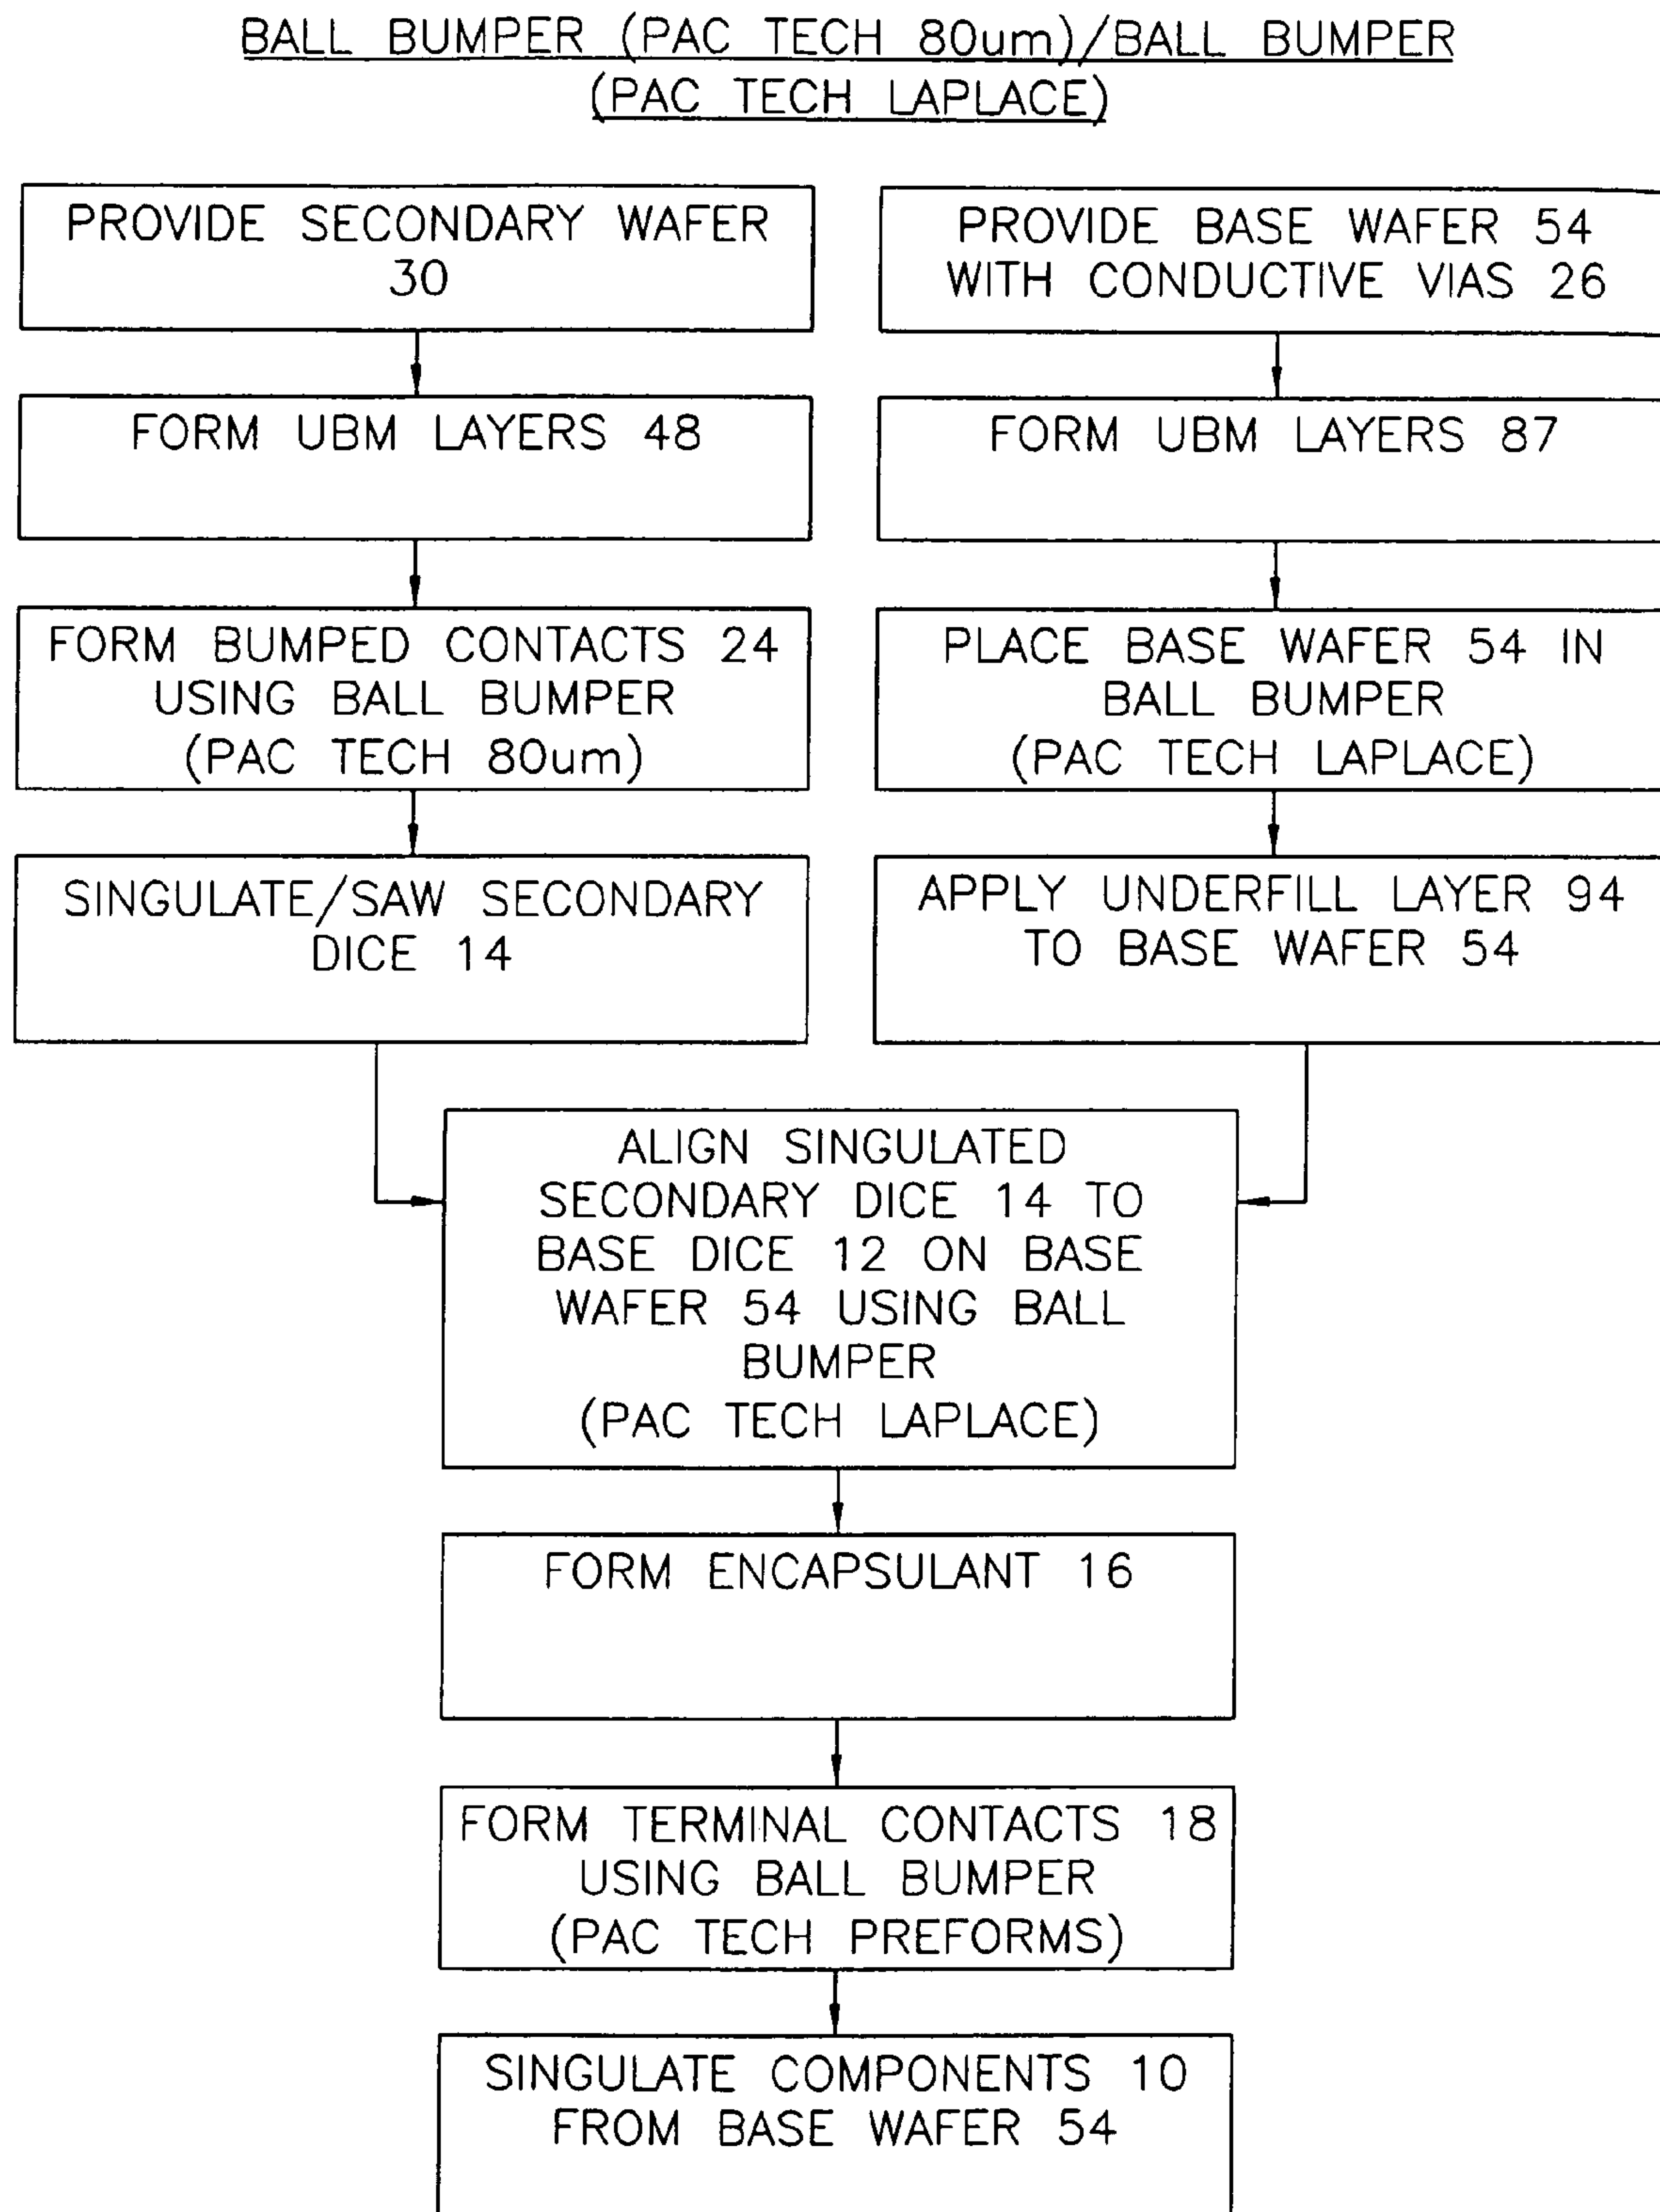 BALL BUMPER (PAC TECH 80um)/BALL BUMPER
(PAC TECH LAPLACE)
PROVIDE SECONDARY WAFER
30
FORM UBM LAYERS 48
FORM BUMPED CONTACTS 24
USING BALL BUMPER
(PAC TECH 80um)
SINGULATE/SAW SECONDARY
DICE 14
PROVIDE BASE WAFER 54
WITH CONDUCTIVE VIAS 26
FORM UBM LAYERS 87
PLACE BASE WAFER 54 IN
BALL BUMPER
(PAC TECH LAPLACE)
APPLY UNDERFILL LAYER 94
TO BASE WAFER 54
ALIGN SINGULATED
SECONDARY DICE 14 TO
BASE DICE 12 ON BASE
WAFER 54 USING BALL
BUMPER
(PAC TECH LAPLACE)
FORM ENCAPSULANT 16
FORM TERMINAL CONTACTS 18
USING BALL BUMPER
(PAC TECH PREFORMS)
SINGULATE COMPONENTS 10
FROM BASE WAFER 54